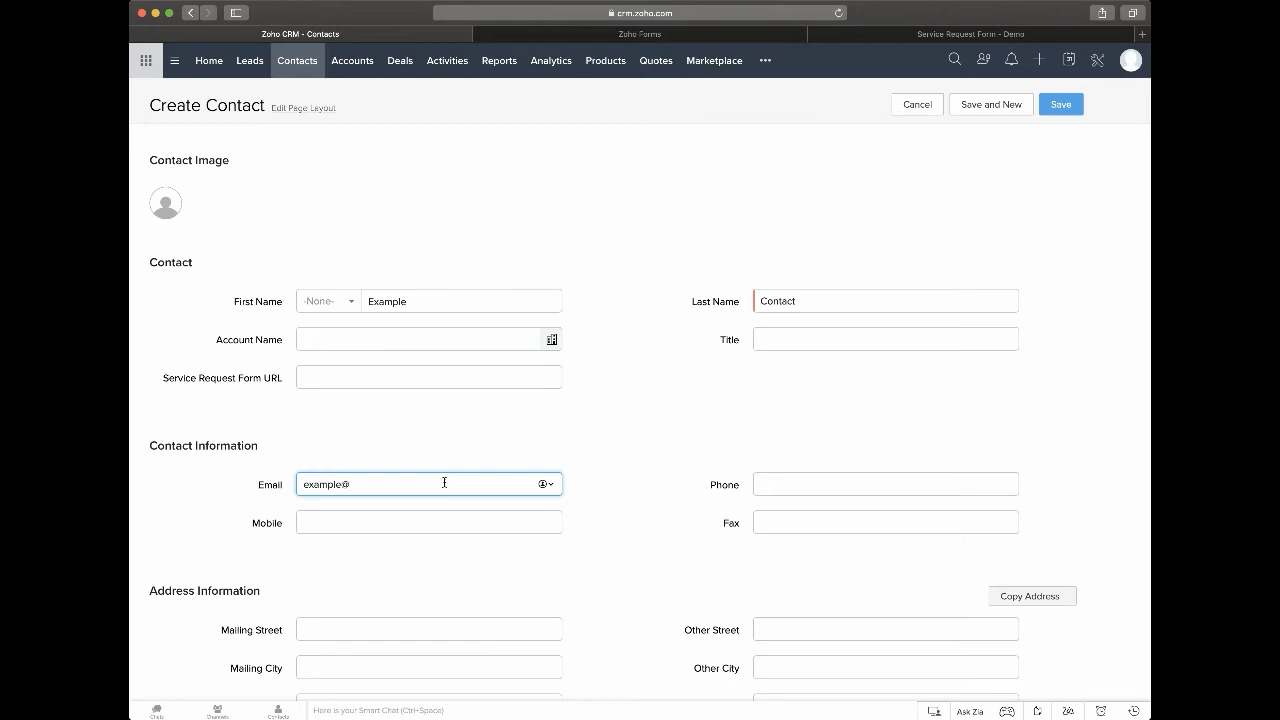 crm.zoho.com
Zoho CRM - Contacts
Zoho Forms
Service Request Form - Demo
Home
Leads
Contacts
Accounts
Deals
Activities
Reports
Analytics
Products
Quotes
Marketplace
Create Contact
Edit Page Layout
Cancel
Save and New
Save
Contact Image
Contact
First Name
-None-
Example
Last Name
Contact
Account Name
Title
Service Request Form URL
Contact Information
Email
example@
Phone
Mobile
Fax
Address Information
Copy Address
Mailing Street
Other Street
Mailing City
Other City
Chats
Channels
Contacts
Here is your Smart Chat (Ctrl+Space)
Ask Zia